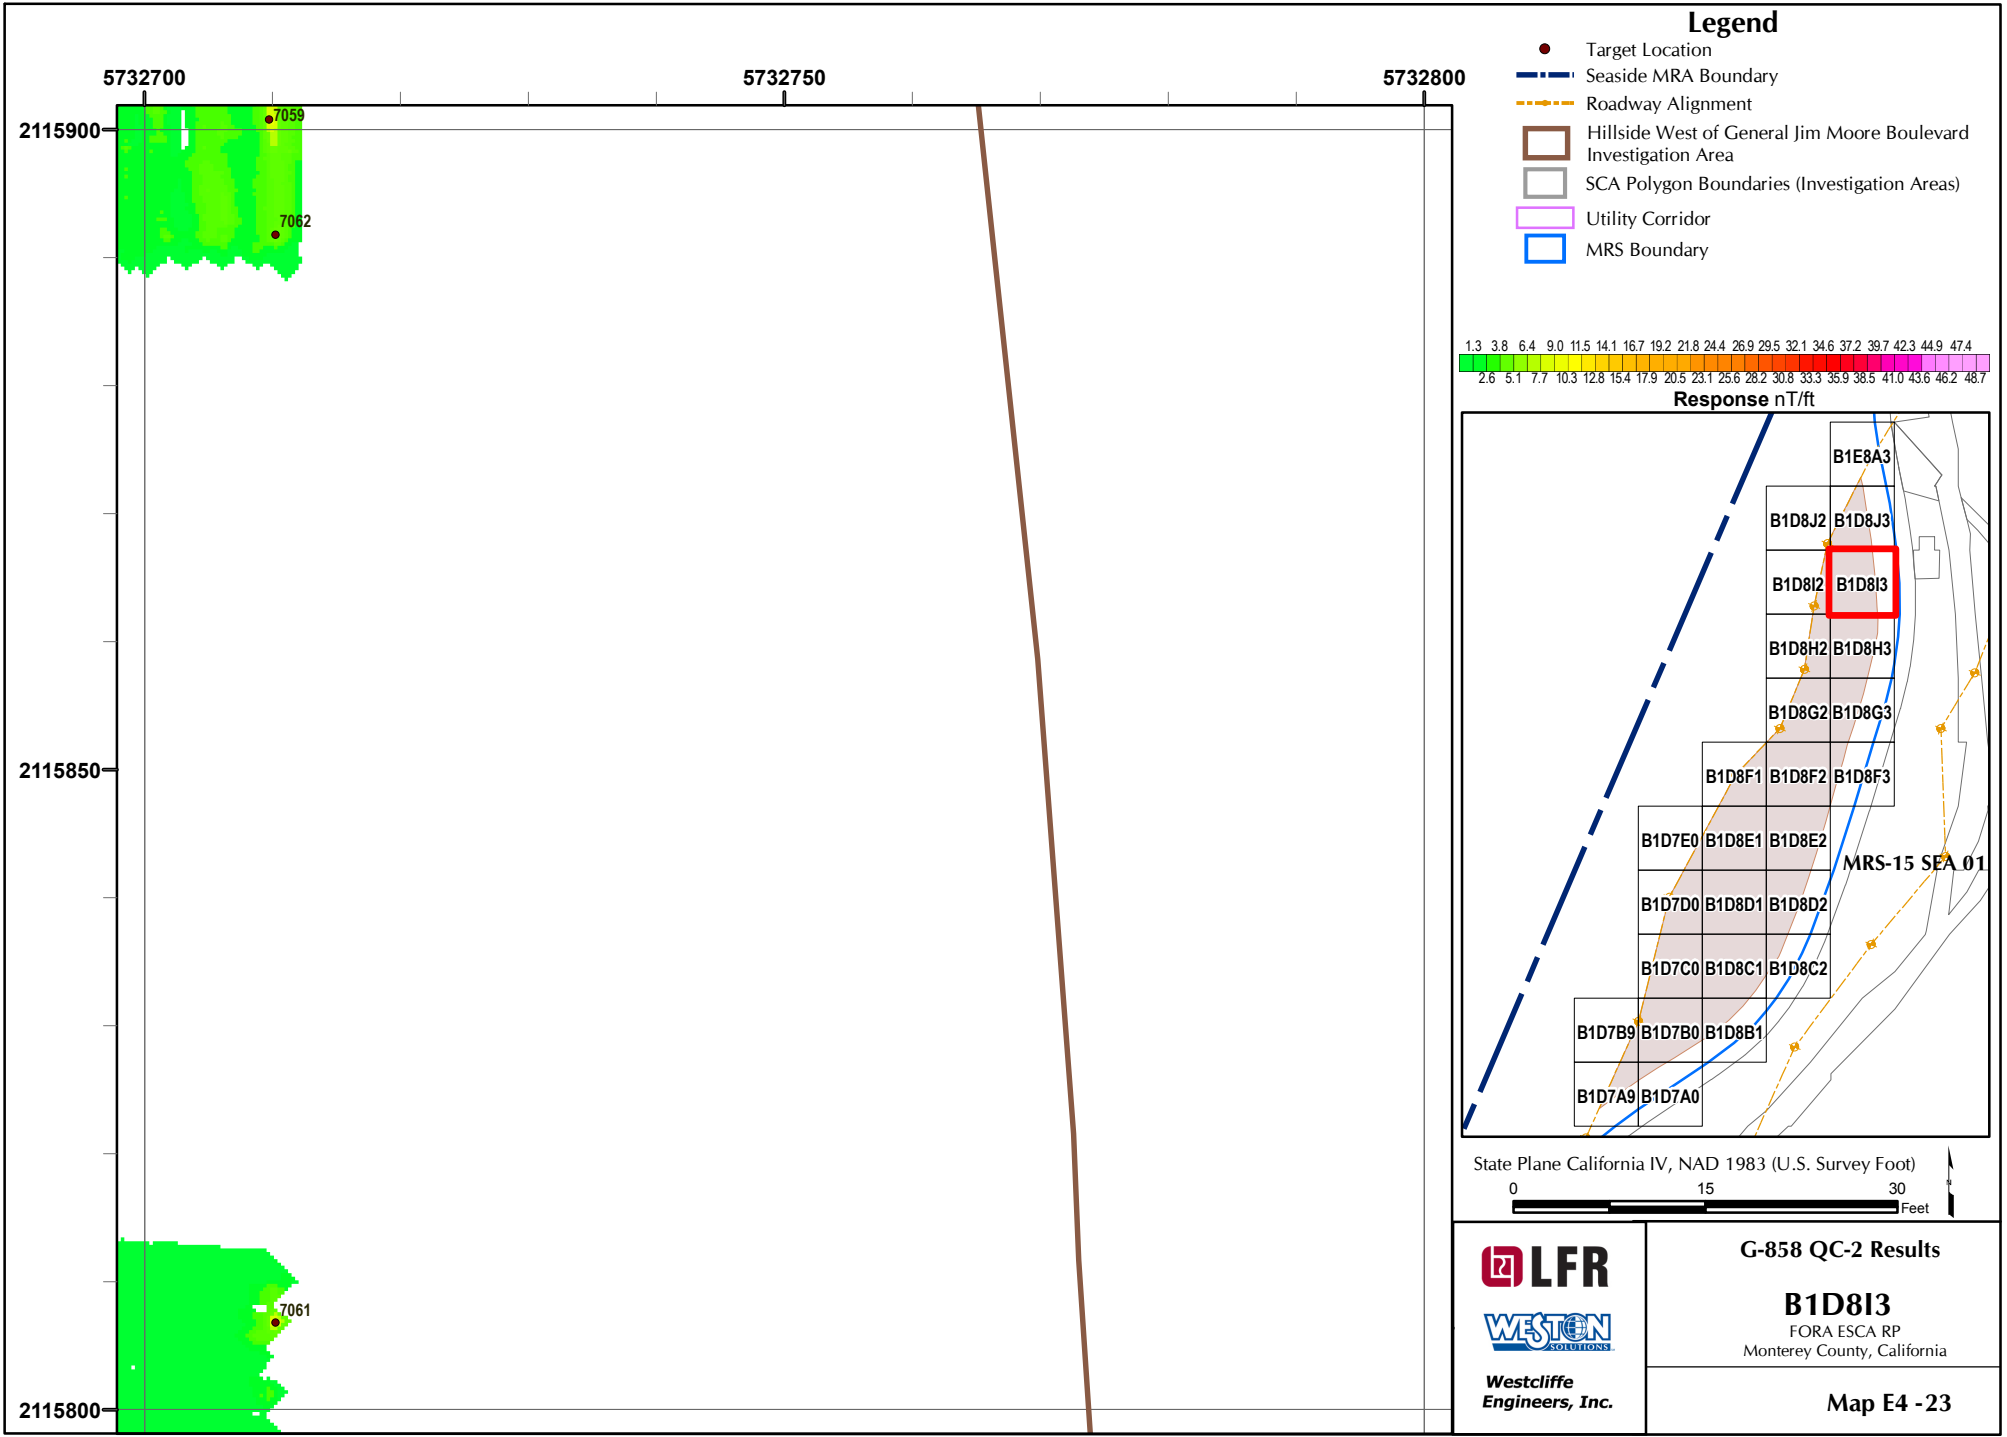 5732700
5732750
5732800
2115900
2115850
2115800
7059
7062
7061
Legend
Target Location
Seaside MRA Boundary
Roadway Alignment
Hillside West of General Jim Moore Boulevard
Investigation Area
SCA Polygon Boundaries (Investigation Areas)
Utility Corridor
MRS Boundary
1.3 3.8 6.4 9.0 11.5 14.1 16.7 19.2 21.8 24.4 26.9 29.5 32.1 34.6 37.2 39.7 42.3 44.9 47.4
2.6 5.1 7.7 10.3 12.8 15.4 17.9 20.5 23.1 25.6 28.2 30.8 33.3 35.9 38.5 41.0 43.6 46.2 48.7
Response nT/ft
B1E8A3
B1D8J2 B1D8J3
B1D8I2 B1D8I3
B1D8H2 B1D8H3
B1D8G2 B1D8G3
B1D8F1 B1D8F2 B1D8F3
B1D7E0 B1D8E1 B1D8E2
MRS-15 SEA 01
B1D7D0 B1D8D1 B1D8D2
B1D7C0 B1D8C1 B1D8C2
B1D7B9 B1D7B0 B1D8B1
B1D7A9 B1D7A0
State Plane California IV, NAD 1983 (U.S. Survey Foot)
0 15 30
Feet
N
LFR
WESTON
SOLUTIONS
Westcliffe
Engineers, Inc.
G-858 QC-2 Results
B1D8I3
FORA ESCA RP
Monterey County, California
Map E4 -23